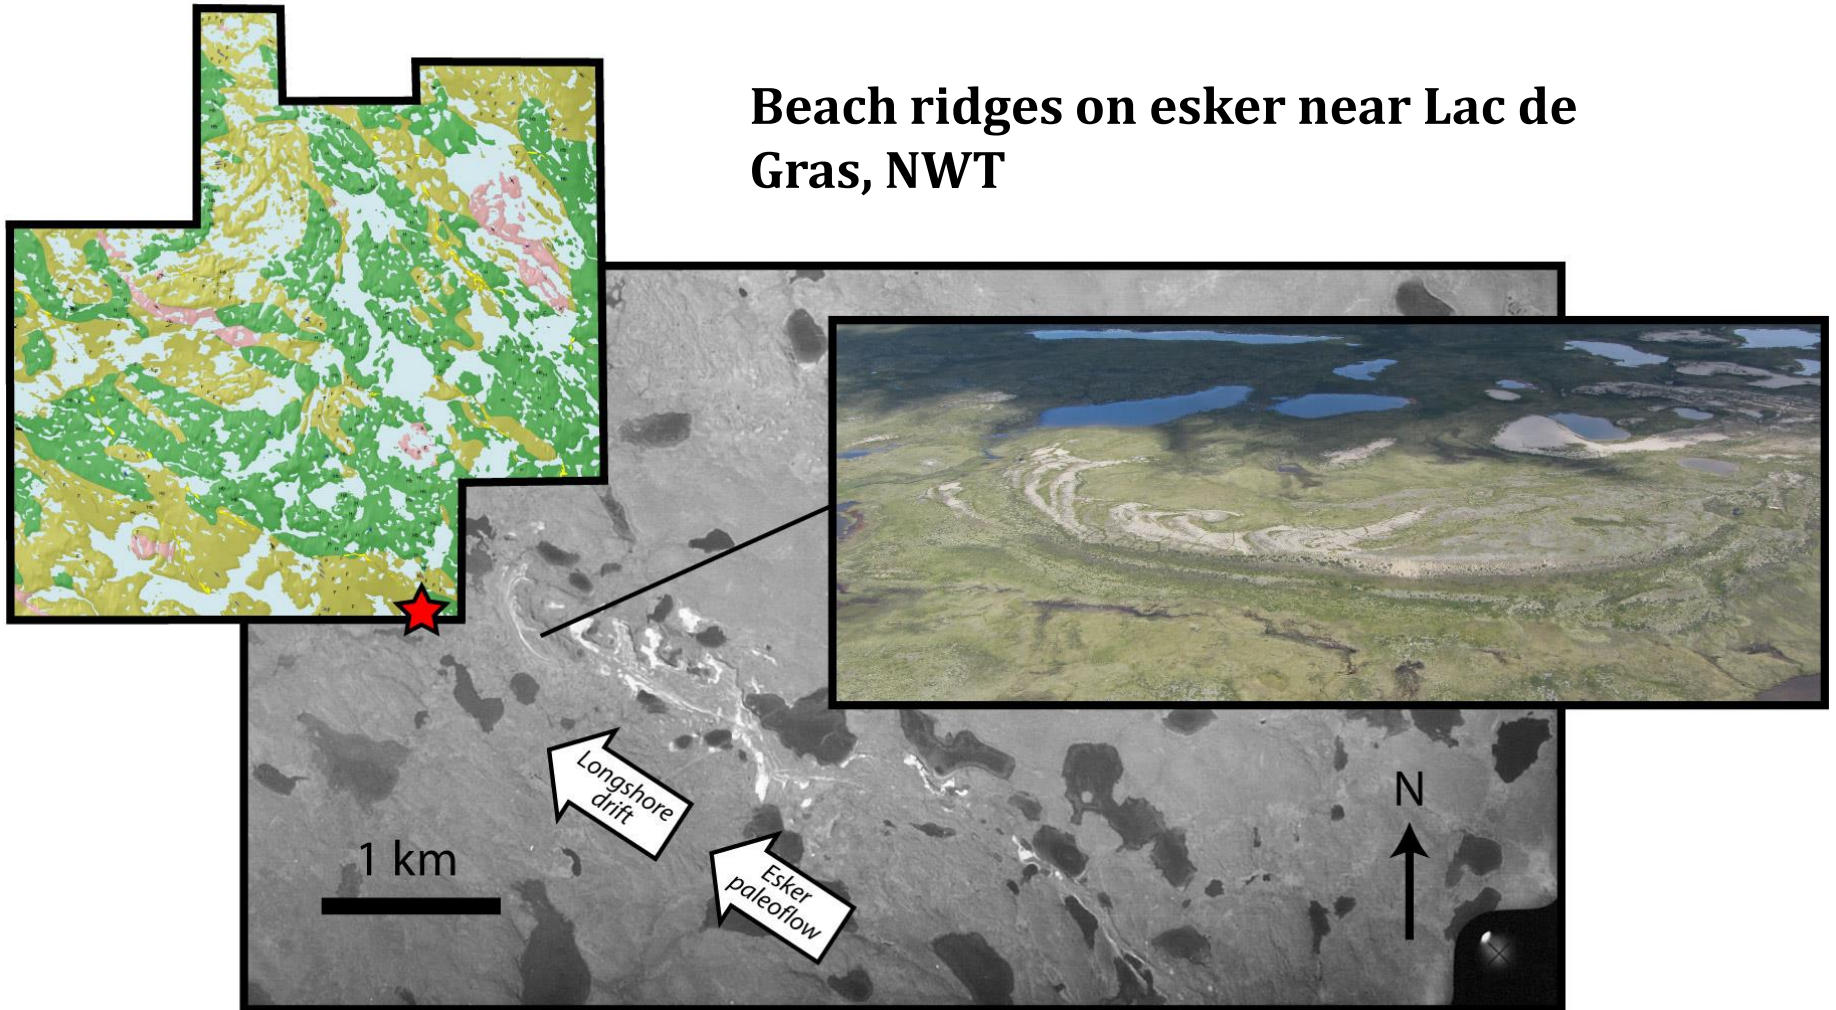 Beach ridges on esker near Lac de
Gras, NWT
Longshore
drift
Esker
paleoflow
1 km
N